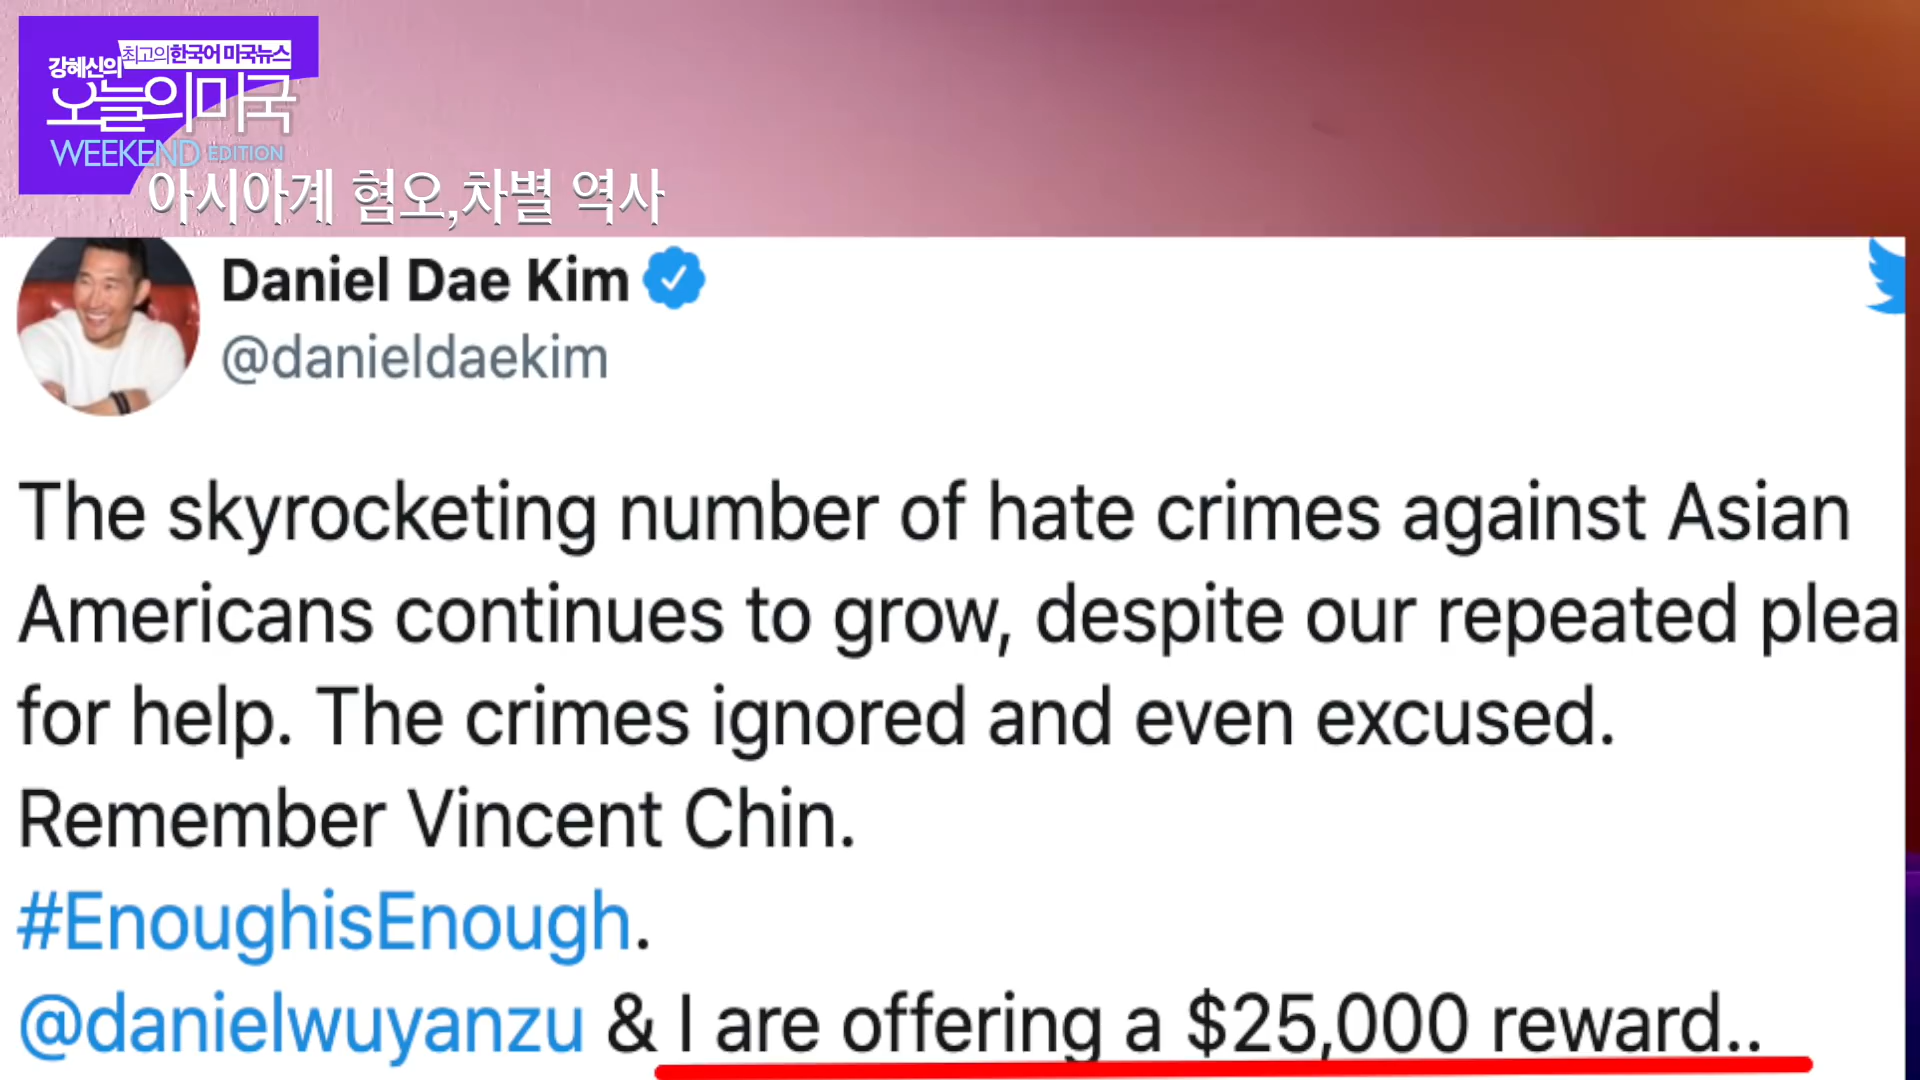 강혜신의 최고의한국어 미국뉴스
오늘의미국
WEEKEND EDITION
아시아계 혐오,차별 역사
Daniel Dae Kim
@danieldaekim
The skyrocketing number of hate crimes against Asian
Americans continues to grow, despite our repeated plea
for help. The crimes ignored and even excused.
Remember Vincent Chin.
#EnoughisEnough.
@danielwuyanzu & I are offering a $25,000 reward..